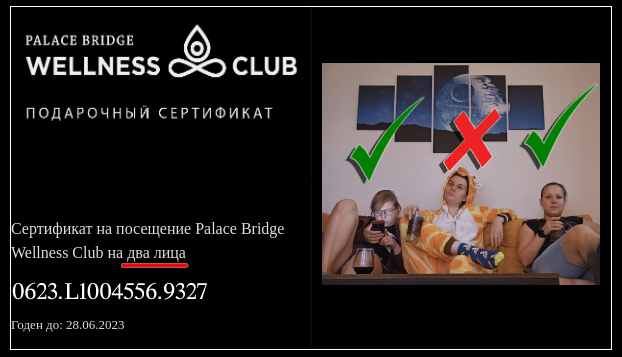 PALACE BRIDGE
WELLNESS CLUB
ПОДАРОЧНЫЙ СЕРТИФИКАТ
Сертификат на посещение Palace Bridge
Wellness Club на два лица
0623.L1004556.9327
Годен до: 28.06.2023